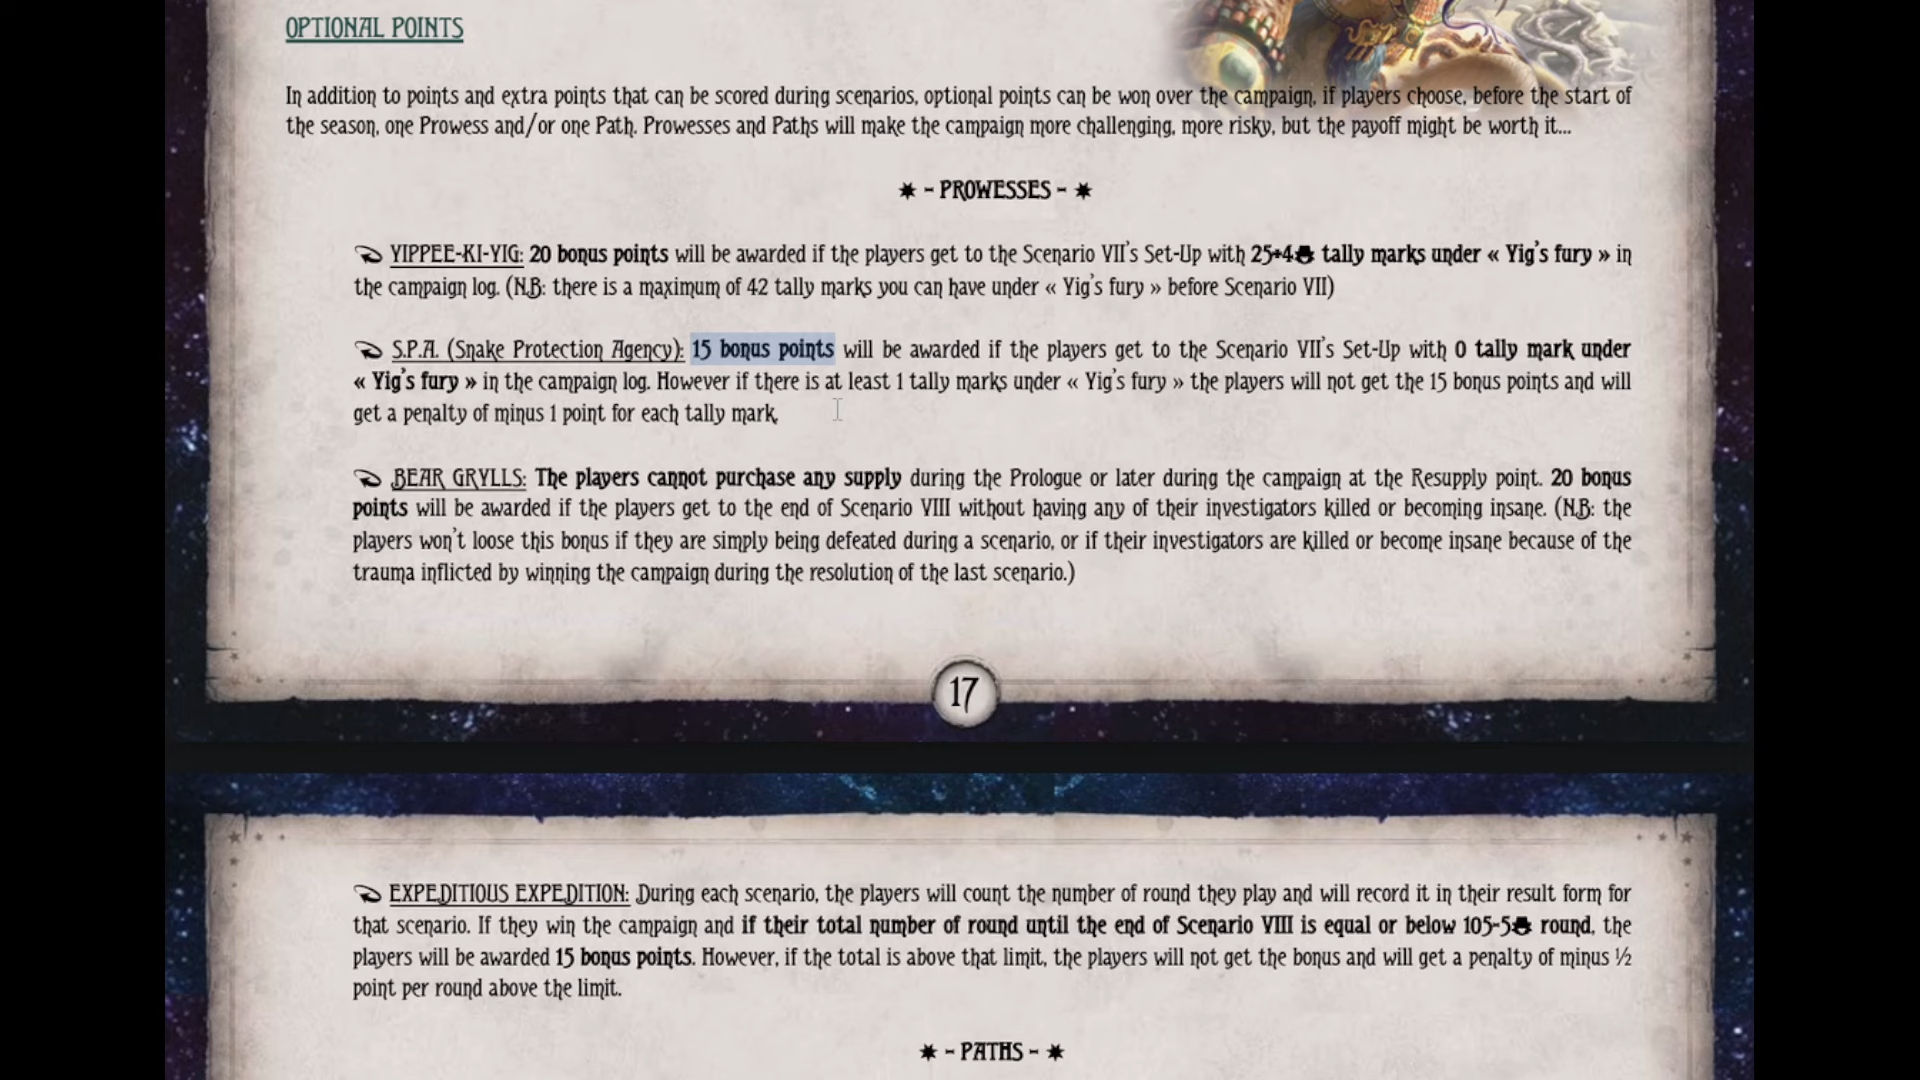 OPTIONAL POINTS
In addition to points and extra points that can be scored during scenarios, optional points can be won over the campaign, if players choose, before the start of
the season, one Prowess and/or one Path. Prowesses and Paths will make the campaign more challenging, more risky, but the payoff might be worth it...
- PROWESSES -
YIPPEE-KI-YIG: 20 bonus points will be awarded if the players get to the Scenario VII's Set-Up with 25+4 tally marks under « Yig's fury » in
the campaign log. (N.B: there is a maximum of 42 tally marks you can have under « Yig's fury » before Scenario VII)
S.P.A. (Snake Protection Agency): 15 bonus points will be awarded if the players get to the Scenario VII's Set-Up with 0 tally mark under
« Yig's fury » in the campaign log. However if there is at least 1 tally marks under « Yig's fury » the players will not get the 15 bonus points and will
get a penalty of minus 1 point for each tally mark.
BEAR GRYLLS: The players cannot purchase any supply during the Prologue or later during the campaign at the Resupply point. 20 bonus
points will be awarded if the players get to the end of Scenario VIII without having any of their investigators killed or becoming insane. (N.B: the
players won't loose this bonus if they are simply being defeated during a scenario, or if their investigators are killed or become insane because of the
trauma inflicted by winning the campaign during the resolution of the last scenario.)
17
EXPEDITIOUS EXPEDITION: During each scenario, the players will count the number of round they play and will record it in their result form for
that scenario. If they win the campaign and if their total number of round until the end of Scenario VIII is equal or below 105-5 round, the
players will be awarded 15 bonus points. However, if the total is above that limit, the players will not get the bonus and will get a penalty of minus ½
point per round above the limit.
- PATHS -